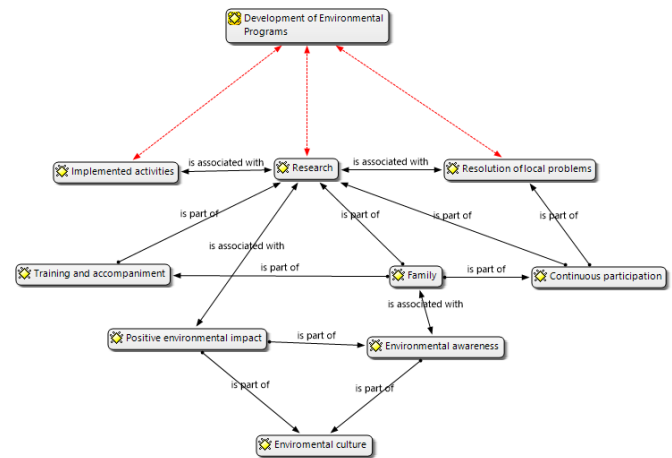 Development of Environmental
Programs
is associated with
is associated with
Implemented activities
Research
Resolution of local problems
is part of
is part of
is part of
is part of
is associated with
Training and accompaniment
is part of
Family
is part of
Continuous participation
is associated with
Positive environmental impact
is part of
Environmental awareness
is part of
is part of
Enviromental culture